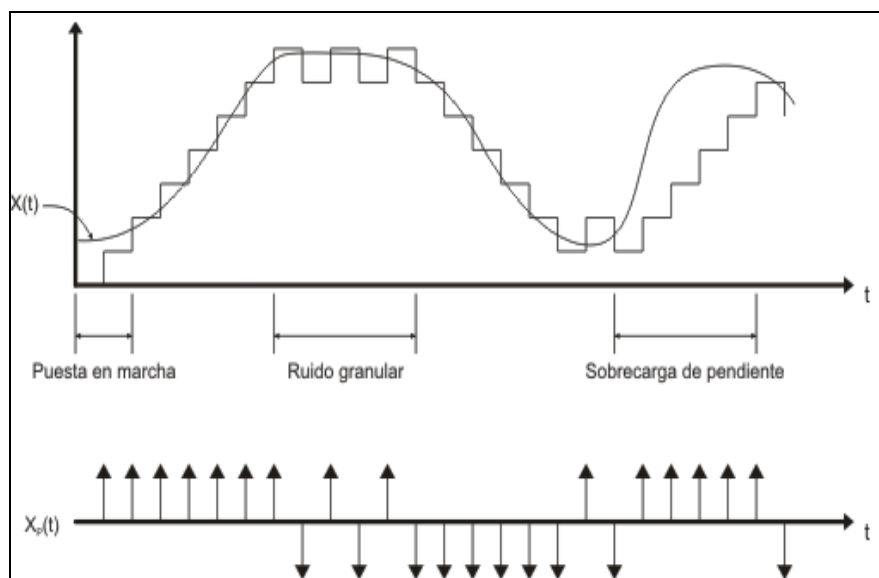 X(t)
t
Puesta en marcha
Ruido granular
Sobrecarga de pendiente
Xₚ(t)
t